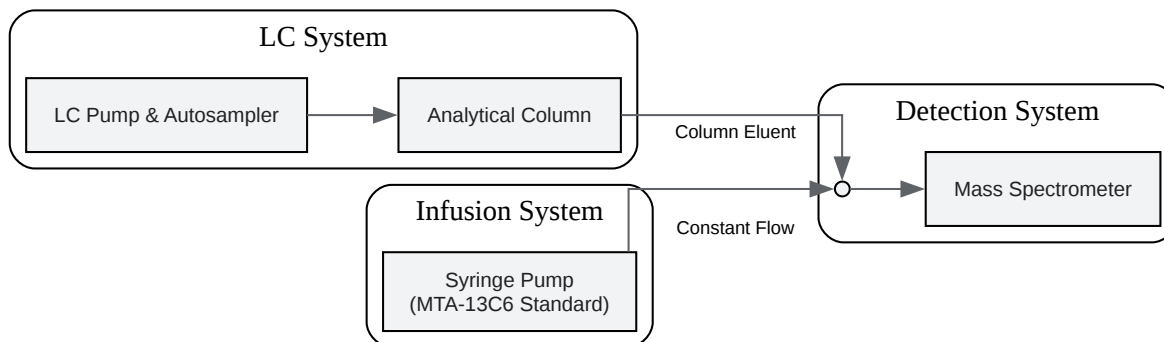 LC System
LC Pump & Autosampler
Analytical Column
Column Eluent
Detection System
Mass Spectrometer
Infusion System
Constant Flow
Syringe Pump
(MTA-13C6 Standard)